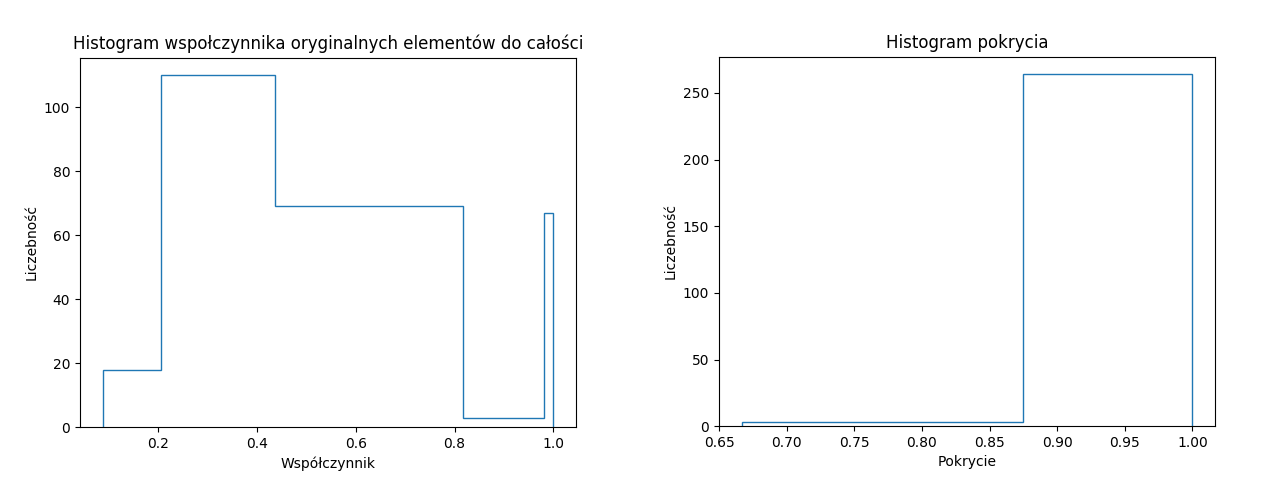 Histogram wspołczynnika oryginalnych elementów do całości
100
80
60
40
20
0
Liczebność
0.2 0.4 0.6 0.8 1.0
Współczynnik
Histogram pokrycia
250
200
150
100
50
0
Liczebność
0.65 0.70 0.75 0.80 0.85 0.90 0.95 1.00
Pokrycie